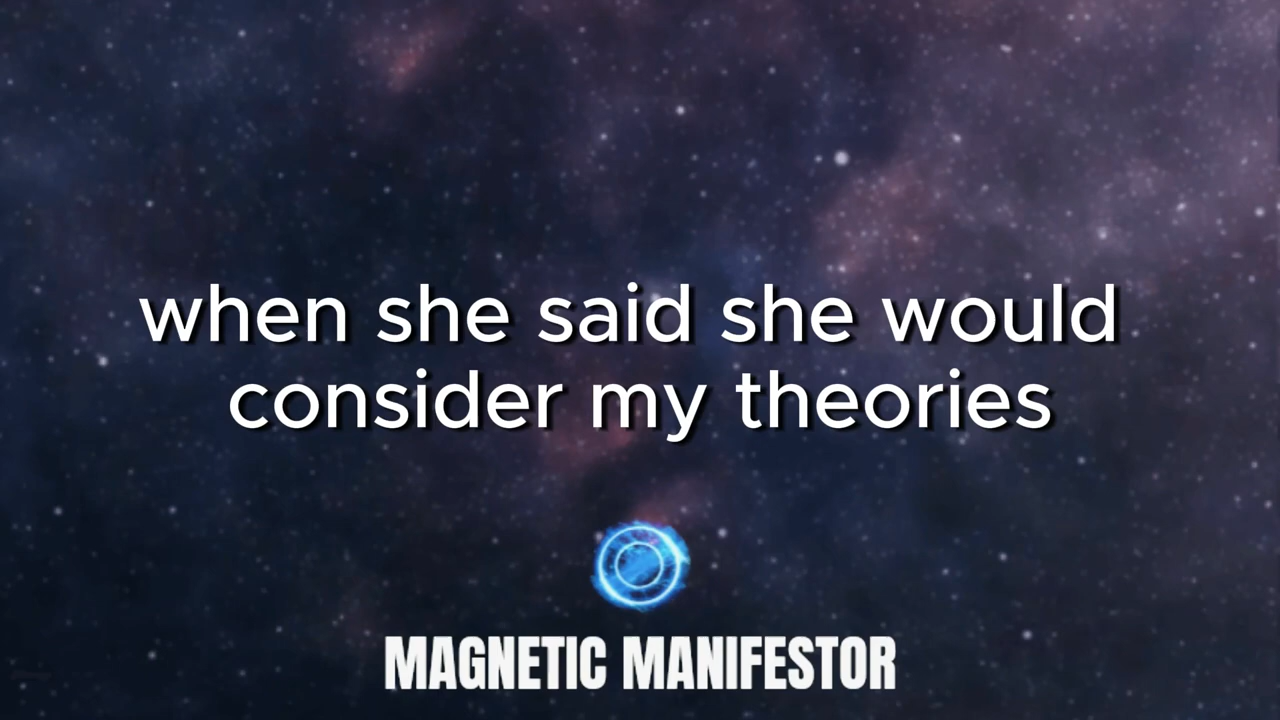 when she said she would
consider my theories
MAGNETIC MANIFESTOR